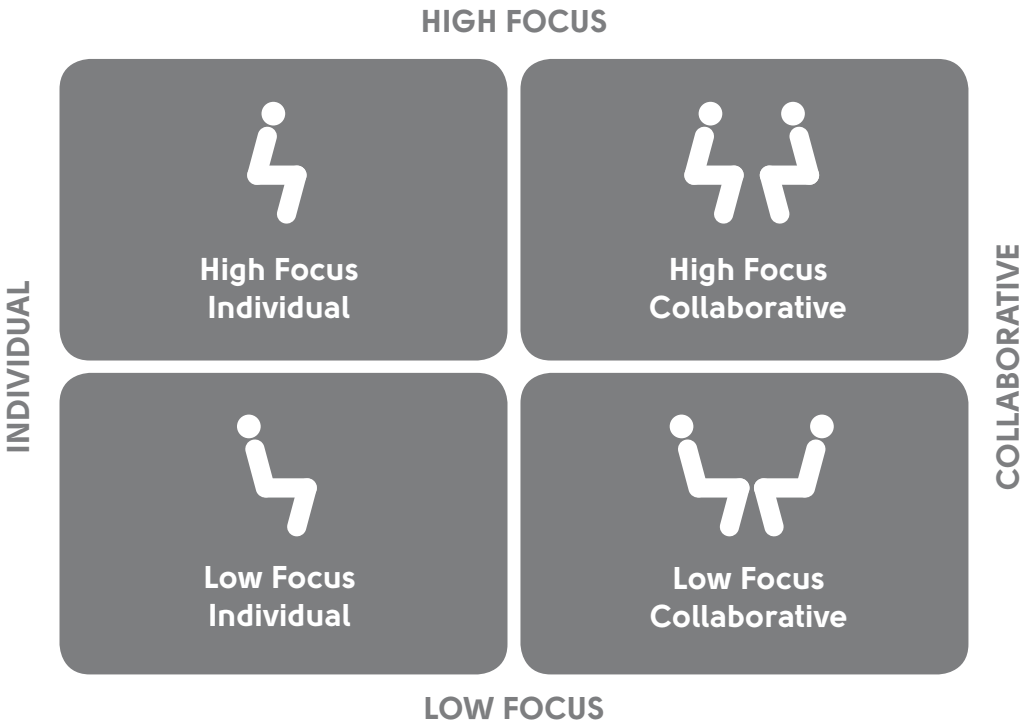 HIGH FOCUS
INDIVIDUAL
High Focus
Individual
High Focus
Collaborative
COLLABORATIVE
Low Focus
Individual
Low Focus
Collaborative
LOW FOCUS